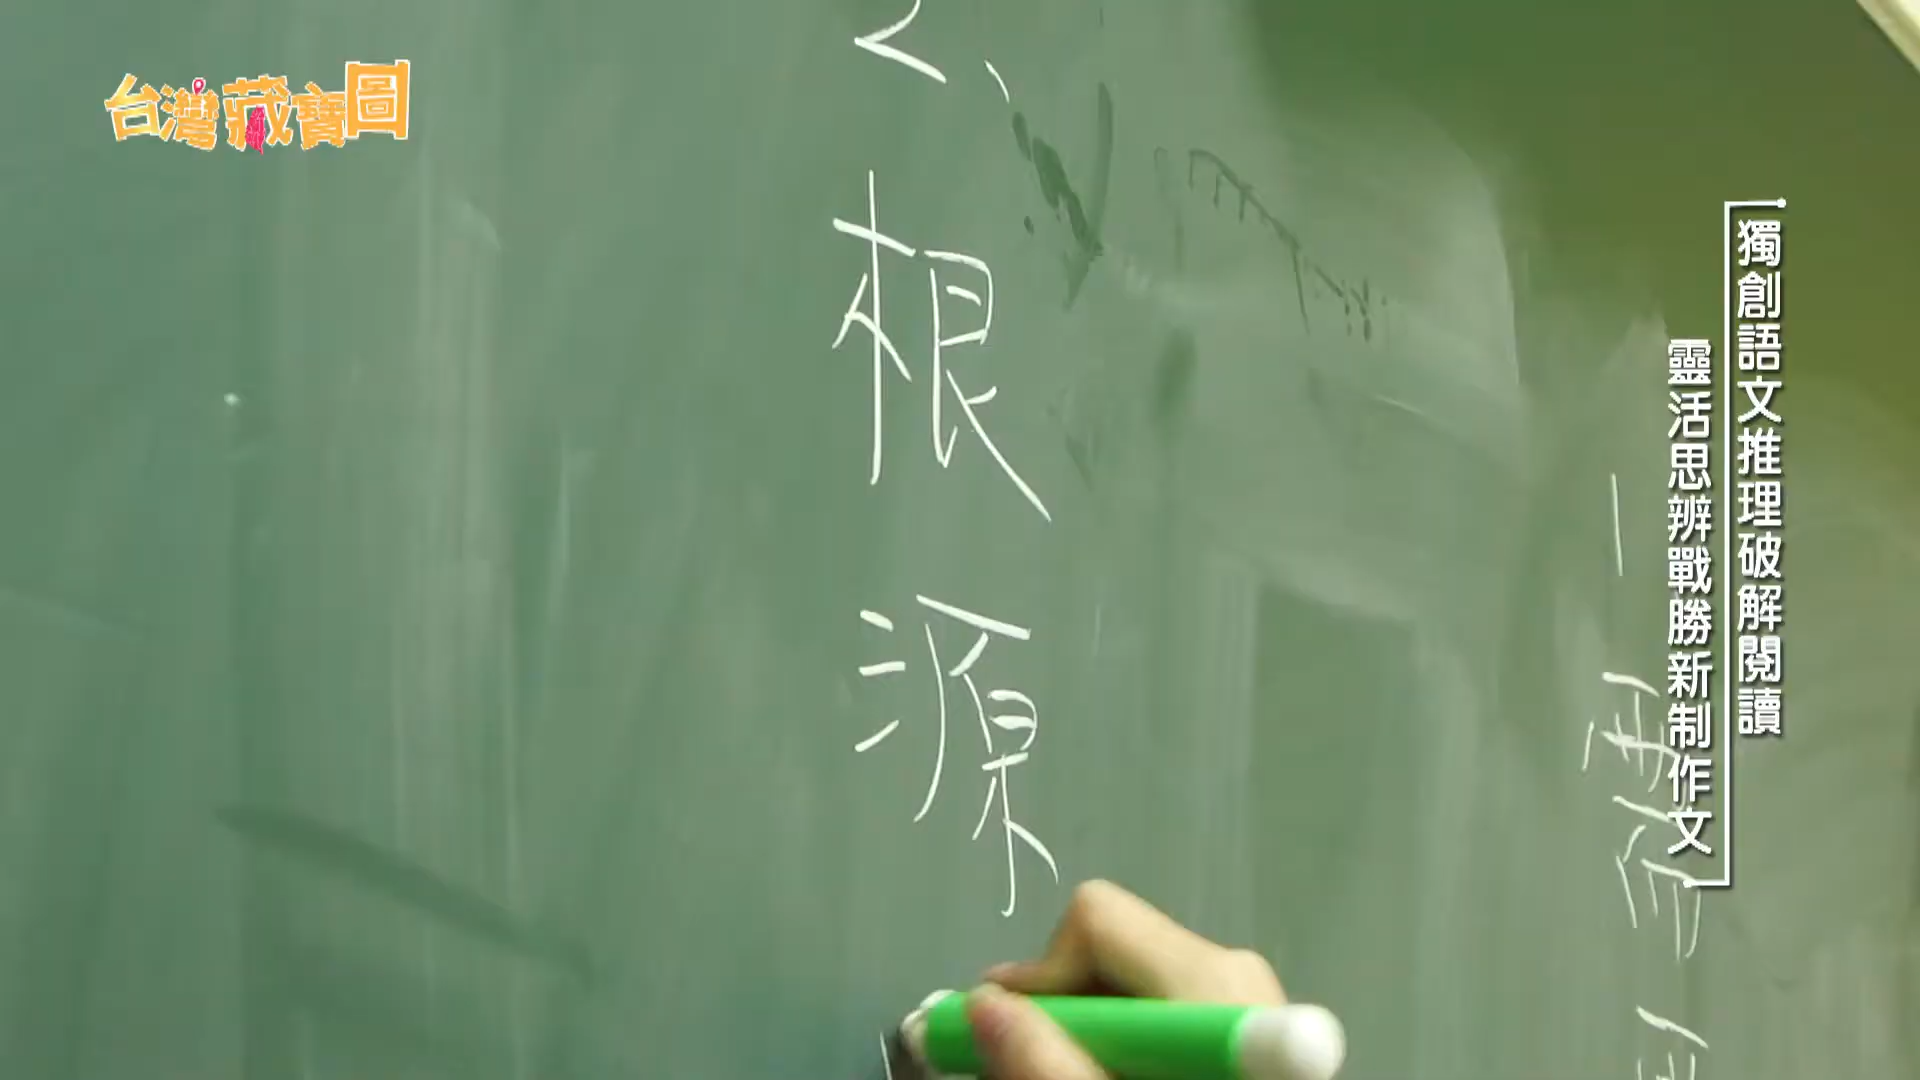 台灣藏寶圖
獨創語文推理破解閱讀
靈活思辨戰勝新制作文
2、根源